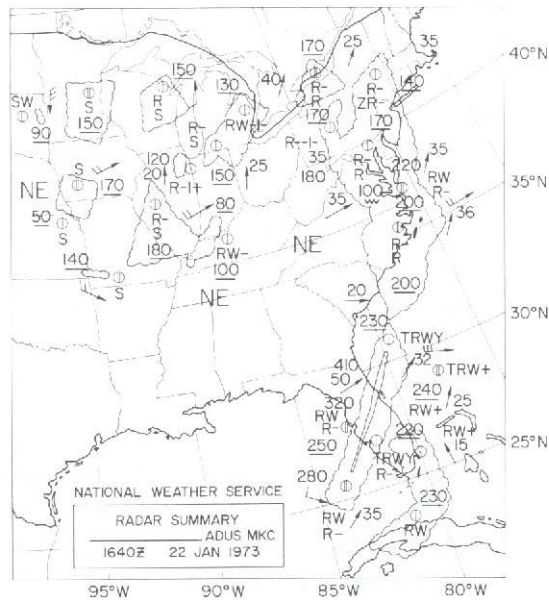 170
25
35
40°N
150
130
40
R-
R-
R-
ZR-
140
SW
S
R
S
R-
S
RW-/-
170
170
90
150
R--/-
35
120
R-/+
150
25
180
R-
R-
220
35
RW
R-
35°N
S
NE
170
20
100
200
50
S
R-
S
80
35
36
140
180
RW-
100
NE
R-
R
S
NE
20
200
30°N
230
TRWY
410
50
32
TRW+
320
RW
R-
240
RW+
25
25°N
250
220
RW+
15
TRWY
R-
280
230
RW
RW
R-
35
NATIONAL WEATHER SERVICE
RADAR SUMMARY
ADUS MKC
1640Z 22 JAN 1973
95°W
90°W
85°W
80°W